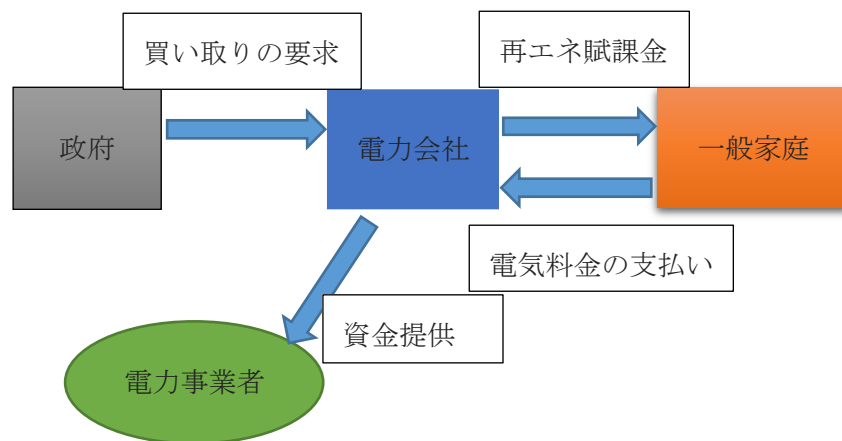 買い取りの要求
再エネ賦課金
政府
電力会社
一般家庭
電気料金の支払い
資金提供
電力事業者